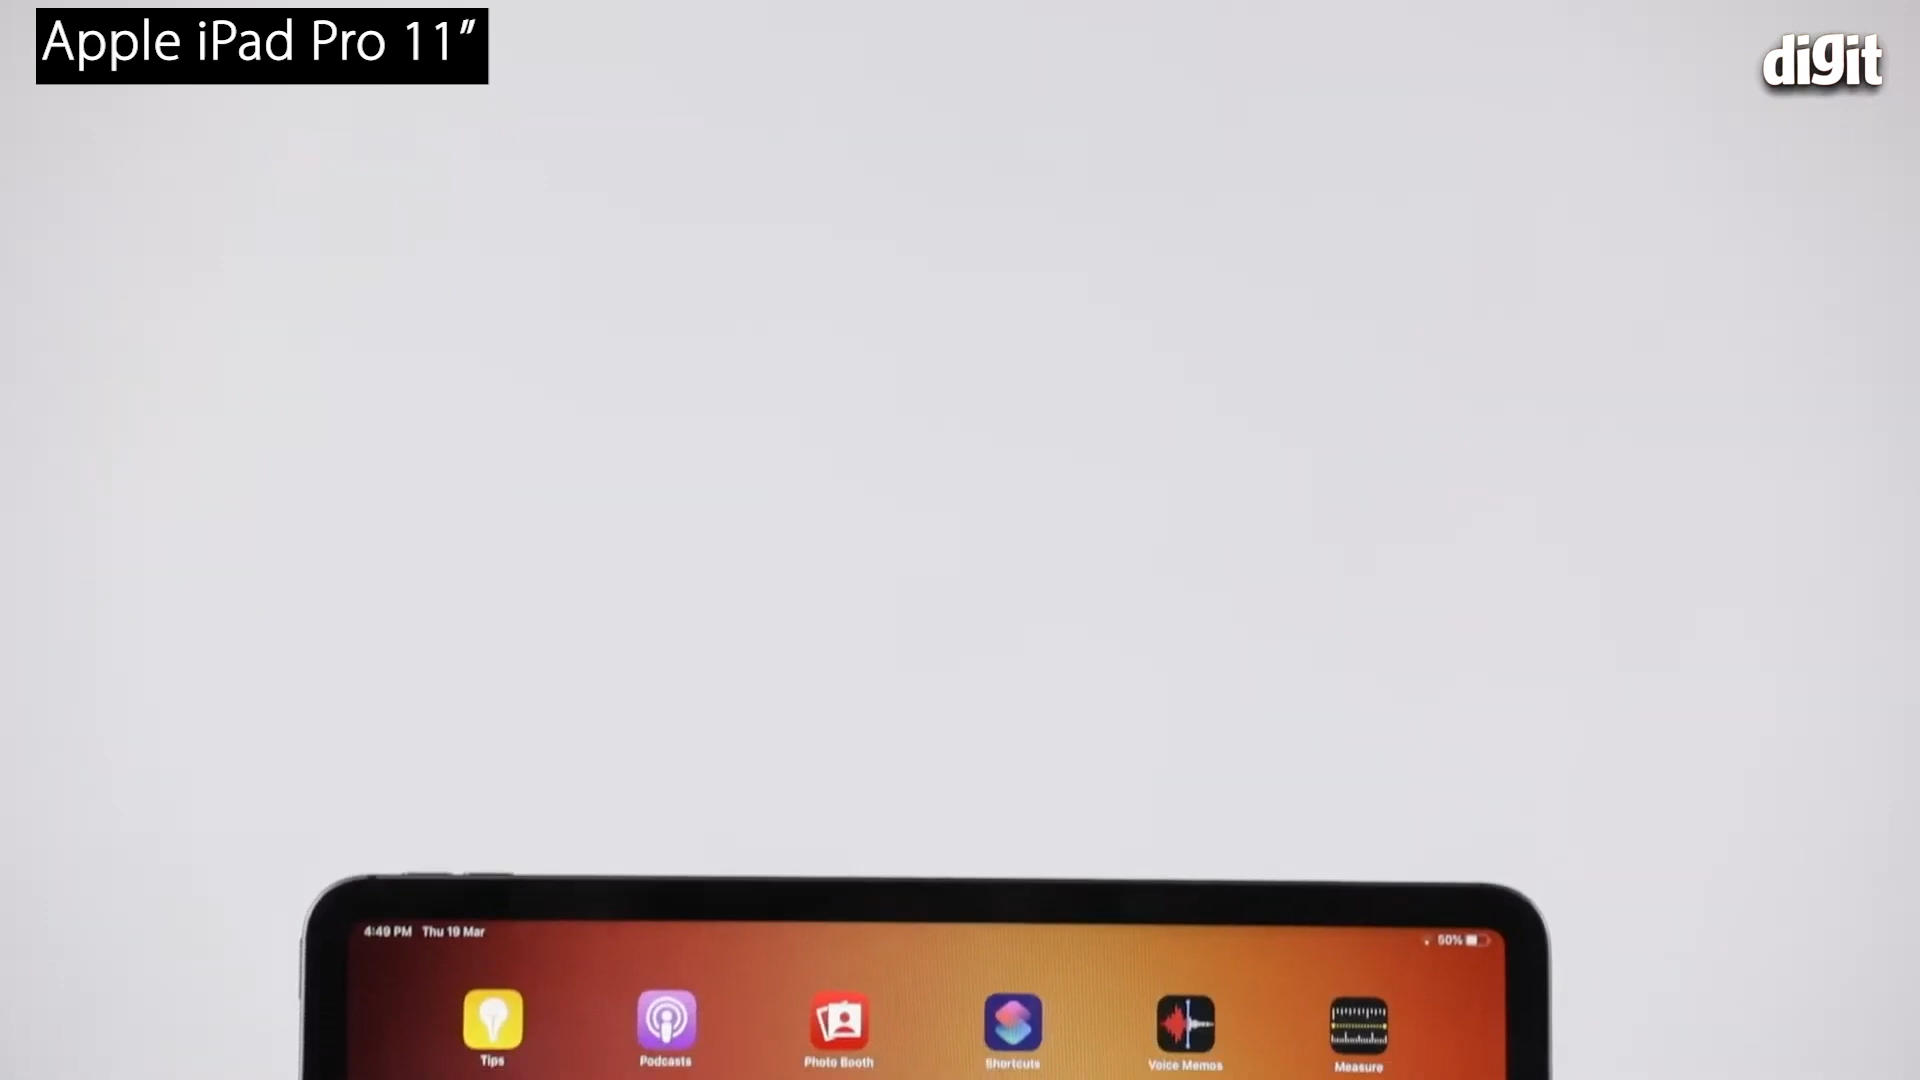 Apple iPad Pro 11”
digit
4:49 PM Thu 19 Mar
50%
Tips
Podcasts
Photo Booth
Shortcuts
Voice Memos
Measure